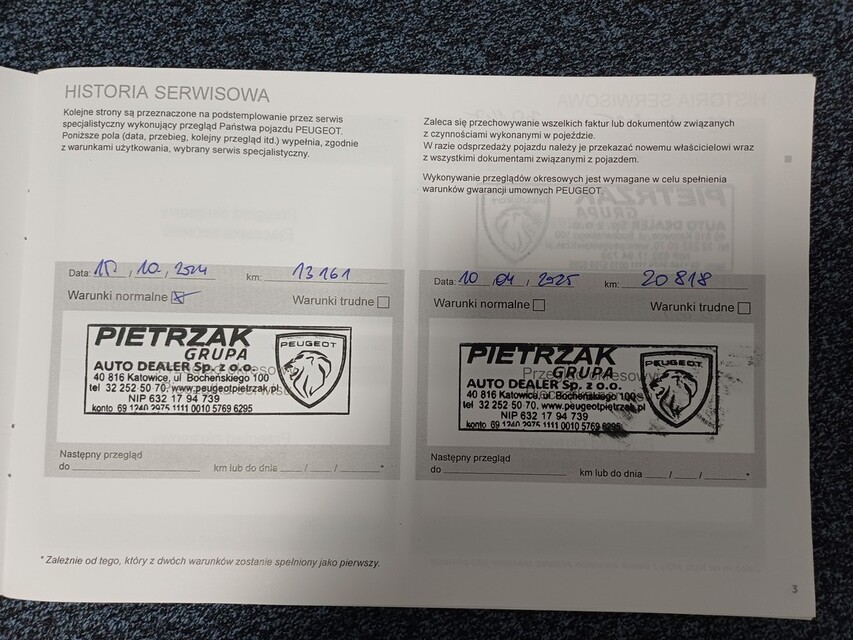 HISTORIA SERWISOWA
Kolejne strony są przeznaczone na podstemplowanie przez serwis
specjalistyczny wykonujący przegląd Państwa pojazdu PEUGEOT.
Poniższe pola (data, przebieg, kolejny przegląd itd.) wypełnia, zgodnie
z warunkami użytkowania, wybrany serwis specjalistyczny.
Data: / 10, 2024 km: 13161
Warunki normalne Warunki trudne
PIETRZAK
GRUPA
AUTO DEALER Sp. z o.o.
40 816 Katowice, ul Bocheńskiego 100
tel 32 252 50 70, www.peugeotpietrzak.pl
NIP 632 17 94 739
konto 69 1240 2975 1111 0010 5769 6295
PEUGEOT
Następny przegląd
do km lub do dnia / / *
* Zależnie od tego, który z dwóch warunków zostanie spełniony jako pierwszy.
Zaleca się przechowywanie wszelkich faktur lub dokumentów związanych
z czynnościami wykonanymi w pojeździe.
W razie odsprzedaży pojazdu należy je przekazać nowemu właścicielowi wraz
z wszystkimi dokumentami związanymi z pojazdem.
Wykonywanie przeglądów okresowych jest wymagane w celu spełnienia
warunków gwarancji umownych PEUGEOT.
Data: 10, 04, 2025 km: 20818
Warunki normalne Warunki trudne
PIETRZAK
GRUPA
AUTO DEALER Sp. z o.o.
40 816 Katowice, ul. Bocheńskiego 100
tel 32 252 50 70, www.peugeotpietrzak.pl
NIP 632 17 94 739
konto 69 1240 2975 1111 0010 5769 6295
PEUGEOT
Następny przegląd
do km lub do dnia / / *
3